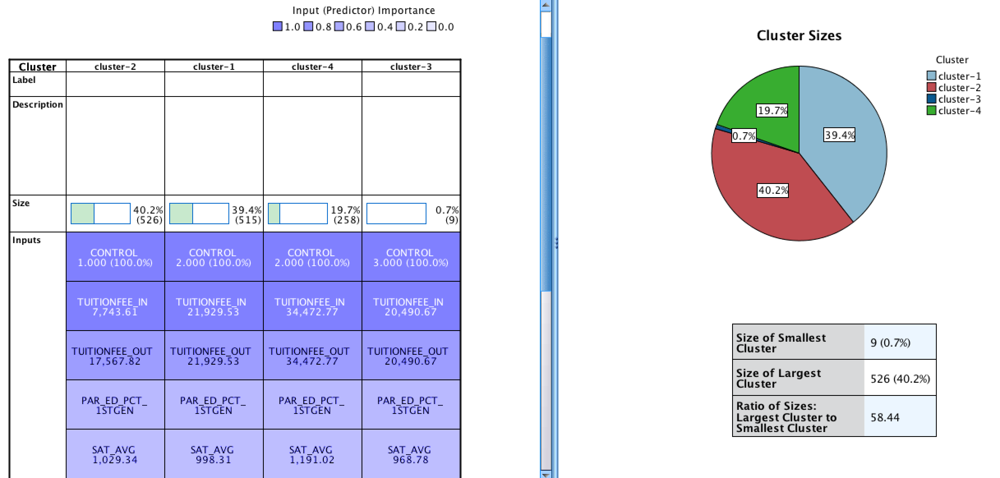 Input (Predictor) Importance
1.0 0.8 0.6 0.4 0.2 0.0
Cluster cluster-2 cluster-1 cluster-4 cluster-3
Label
Description
Size 40.2% (526) 39.4% (515) 19.7% (258) 0.7% (9)
Inputs
CONTROL CONTROL CONTROL CONTROL
1.000 (100.0%) 2.000 (100.0%) 2.000 (100.0%) 3.000 (100.0%)
TUITIONFEE_IN TUITIONFEE_IN TUITIONFEE_IN TUITIONFEE_IN
7,743.61 21,929.53 34,472.77 20,490.67
TUITIONFEE_OUT TUITIONFEE_OUT TUITIONFEE_OUT TUITIONFEE_OUT
17,567.82 21,929.53 34,472.77 20,490.67
PAR_ED_PCT_ PAR_ED_PCT_ PAR_ED_PCT_ PAR_ED_PCT_
1STGEN 1STGEN 1STGEN 1STGEN
SAT_AVG SAT_AVG SAT_AVG SAT_AVG
1,029.34 998.31 1,191.02 968.78
Cluster Sizes
Cluster
cluster-1
cluster-2
cluster-3
cluster-4
19.7%
0.7%
39.4%
40.2%
Size of Smallest
Cluster
9 (0.7%)
Size of Largest
Cluster
526 (40.2%)
Ratio of Sizes:
Largest Cluster to
Smallest Cluster
58.44